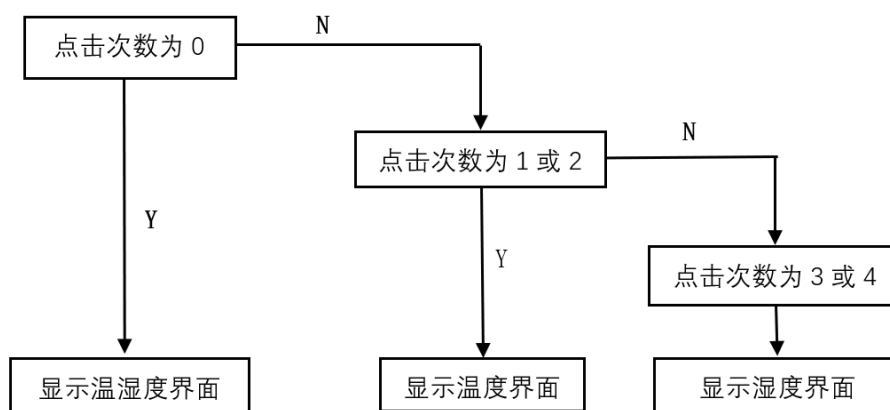 点击次数为 0
N
点击次数为 1 或 2
N
Y
Y
点击次数为 3 或 4
显示温湿度界面
显示温度界面
显示湿度界面